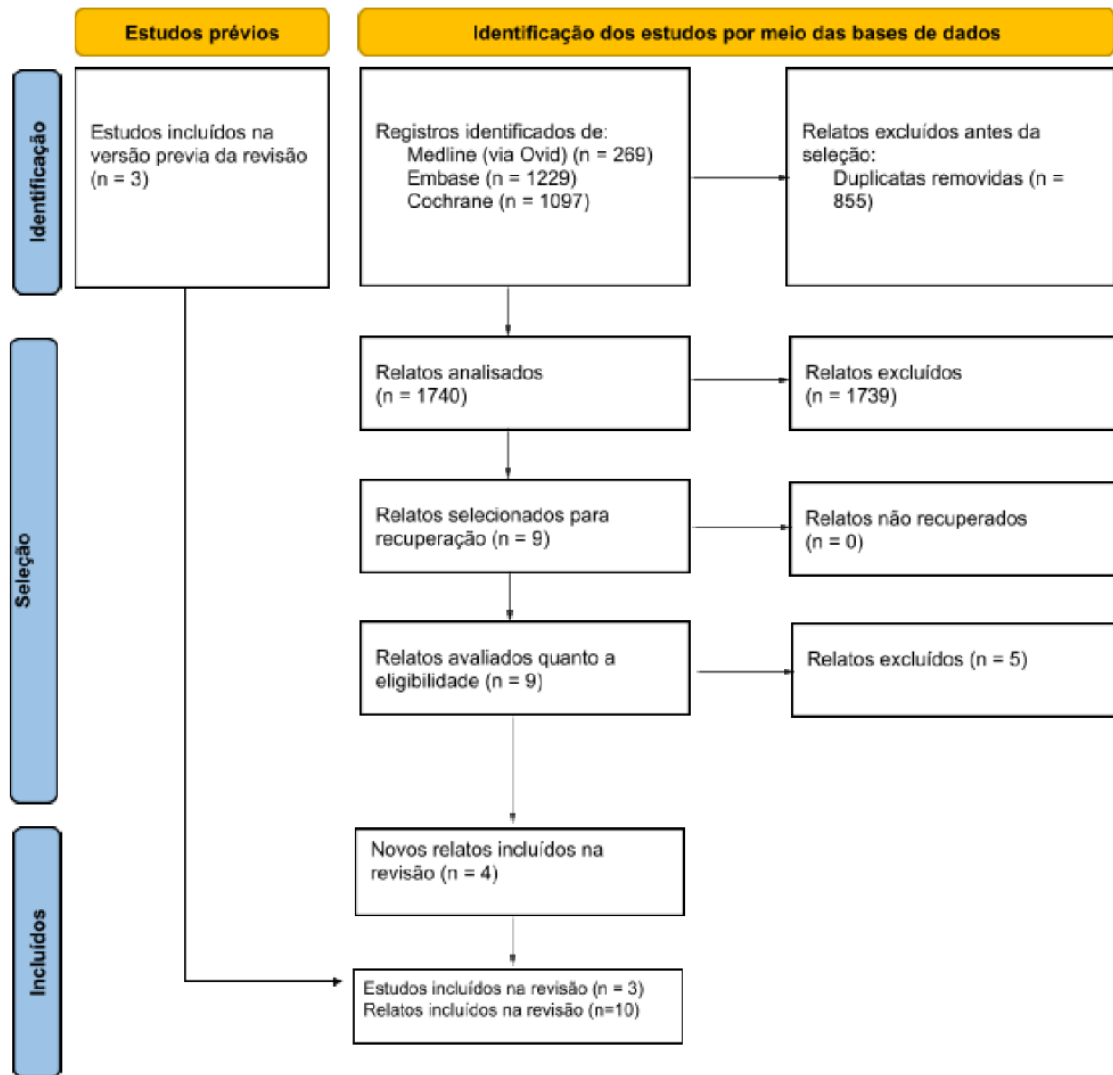 Estudos prévios
Identificação dos estudos por meio das bases de dados
Identificação
Estudos incluídos na
versão previa da revisão
(n = 3)
Registros identificados de:
Medline (via Ovid) (n = 269)
Embase (n = 1229)
Cochrane (n = 1097)
Relatos excluídos antes da
seleção:
Duplicatas removidas (n =
855)
Seleção
Relatos analisados
(n = 1740)
Relatos excluídos
(n = 1739)
Relatos selecionados para
recuperação (n = 9)
Relatos não recuperados
(n = 0)
Relatos avaliados quanto a
eligibilidade (n = 9)
Relatos excluídos (n = 5)
Incluídos
Novos relatos incluídos na
revisão (n = 4)
Estudos incluídos na revisão (n = 3)
Relatos incluídos na revisão (n=10)